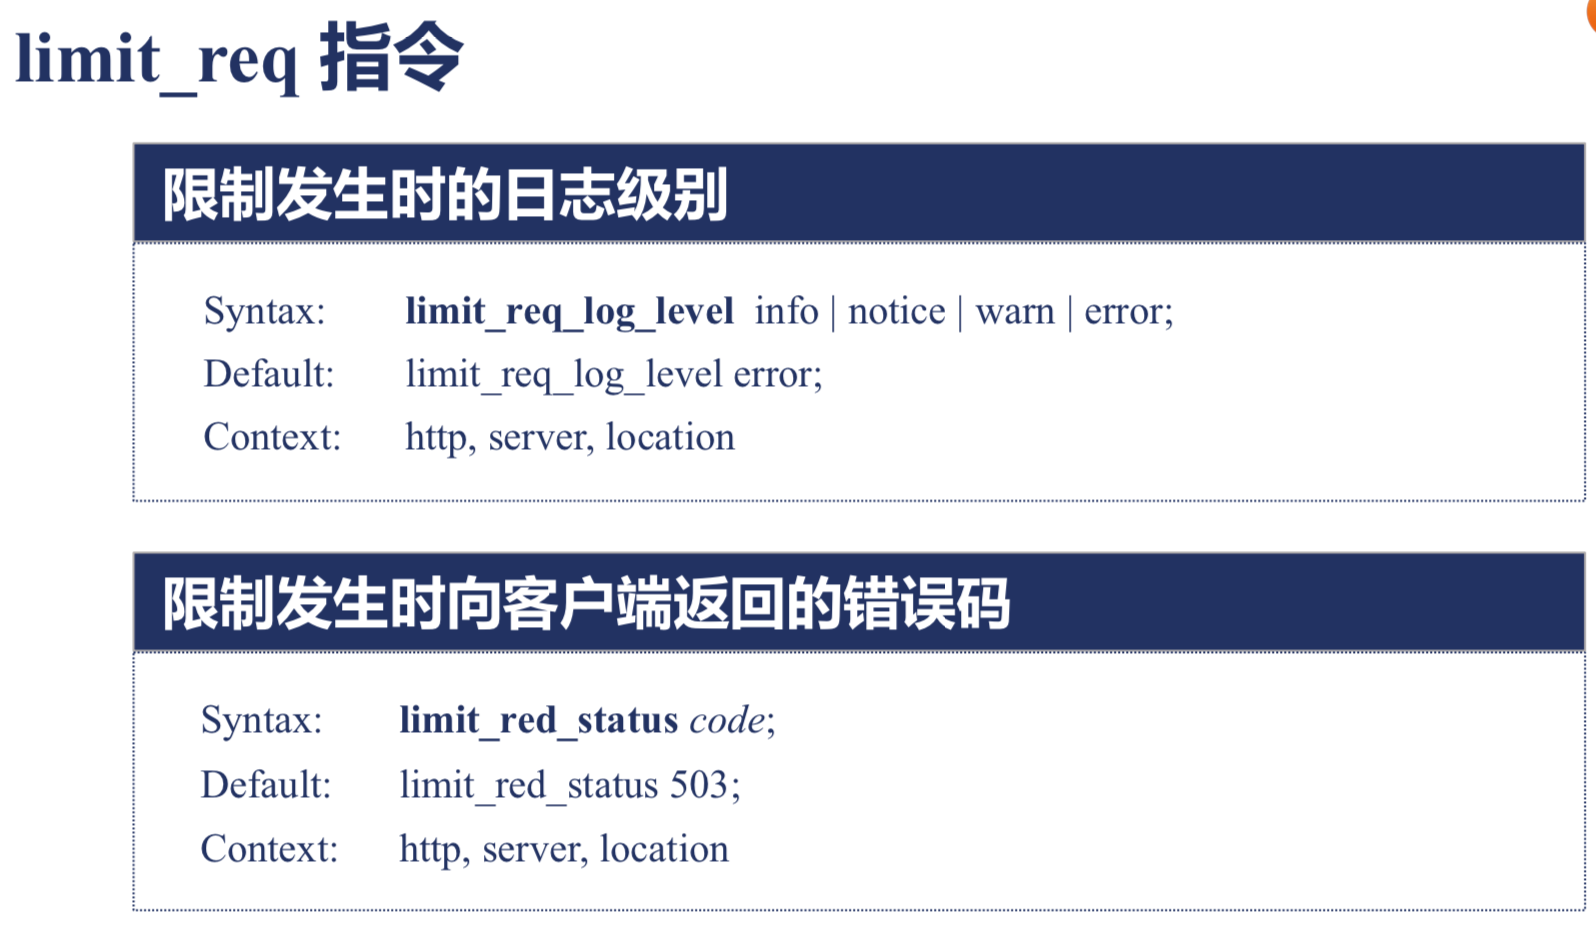 limit_req 指令
限制发生时的日志级别
Syntax: limit_req_log_level info | notice | warn | error;
Default: limit_req_log_level error;
Context: http, server, location
限制发生时向客户端返回的错误码
Syntax: limit_red_status code;
Default: limit_red_status 503;
Context: http, server, location